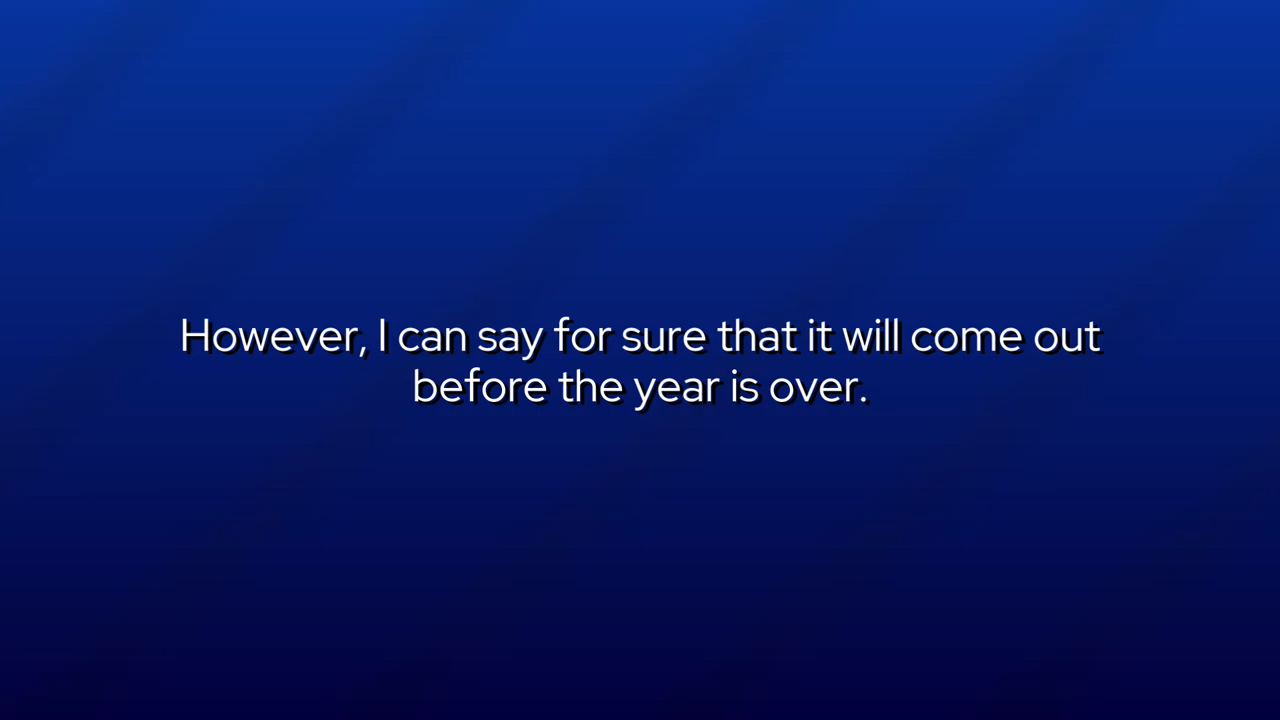 However, I can say for sure that it will come out
before the year is over.